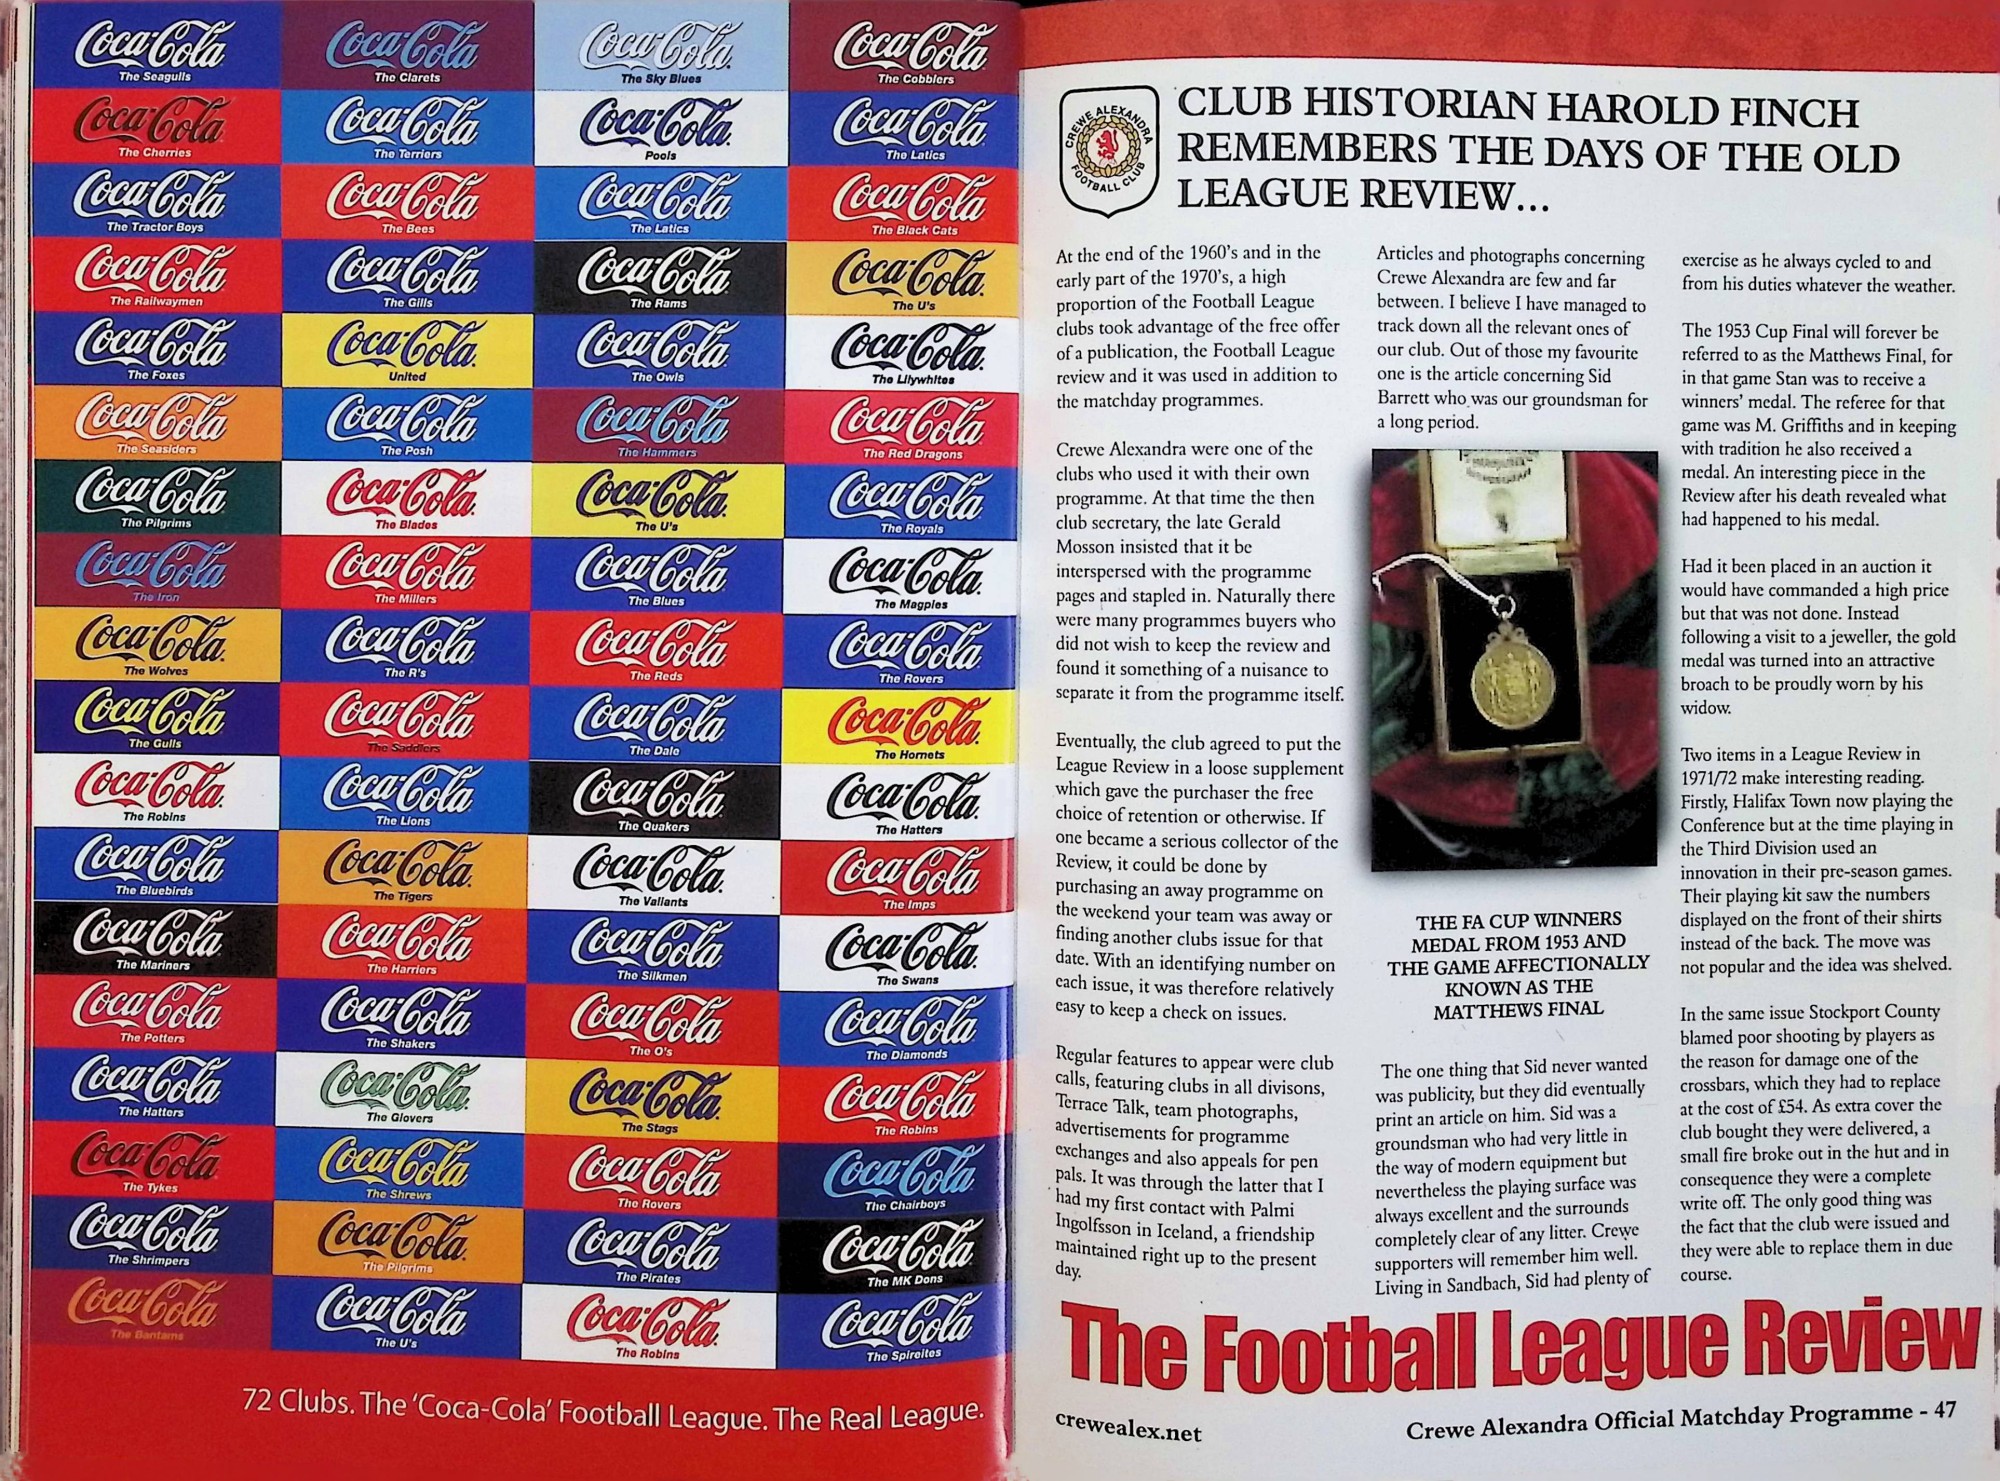 Coca-Cola
The Seagulls
Coca-Cola
The Clarets
Coca-Cola
The Sky Blues
Coca-Cola
The Cobblers
Coca-Cola
The Cherries
Coca-Cola
The Terriers
Coca-Cola
Pools
Coca-Cola
The Latics
Coca-Cola
The Tractor Boys
Coca-Cola
The Bees
Coca-Cola
The Latics
Coca-Cola
The Black Cats
Coca-Cola
The Railwaymen
Coca-Cola
The Gills
Coca-Cola
The Rams
Coca-Cola
The U's
Coca-Cola
The Foxes
Coca-Cola
United
Coca-Cola
The Owls
Coca-Cola
The Lilywhites
Coca-Cola
The Seasiders
Coca-Cola
The Posh
Coca-Cola
The Hammers
Coca-Cola
The Red Dragons
Coca-Cola
The Pilgrims
Coca-Cola
The Blades
Coca-Cola
The U's
Coca-Cola
The Royals
Coca-Cola
The Iron
Coca-Cola
The Millers
Coca-Cola
The Blues
Coca-Cola
The Magpies
Coca-Cola
The Wolves
Coca-Cola
The R's
Coca-Cola
The Reds
Coca-Cola
The Rovers
Coca-Cola
The Gulls
Coca-Cola
The Saddlers
Coca-Cola
The Dale
Coca-Cola
The Hornets
Coca-Cola
The Robins
Coca-Cola
The Lions
Coca-Cola
The Quakers
Coca-Cola
The Hatters
Coca-Cola
The Bluebirds
Coca-Cola
The Tigers
Coca-Cola
The Valiants
Coca-Cola
The Imps
Coca-Cola
The Mariners
Coca-Cola
The Harriers
Coca-Cola
The Silkmen
Coca-Cola
The Swans
Coca-Cola
The Potters
Coca-Cola
The Shakers
Coca-Cola
The O's
Coca-Cola
The Diamonds
Coca-Cola
The Hatters
Coca-Cola
The Glovers
Coca-Cola
The Stags
Coca-Cola
The Robins
Coca-Cola
The Tykes
Coca-Cola
The Shrews
Coca-Cola
The Rovers
Coca-Cola
The Chairboys
Coca-Cola
The Shrimpers
Coca-Cola
The Pilgrims
Coca-Cola
The Pirates
Coca-Cola
The MK Dons
Coca-Cola
The Bantams
Coca-Cola
The U's
Coca-Cola
The Robins
Coca-Cola
The Spireites
72 Clubs. The 'Coca-Cola' Football League. The Real League.
CREWE ALEXANDRA
FOOTBALL CLUB
CLUB HISTORIAN HAROLD FINCH
REMEMBERS THE DAYS OF THE OLD
LEAGUE REVIEW...
At the end of the 1960's and in the
early part of the 1970's, a high
proportion of the Football League
clubs took advantage of the free offer
of a publication, the Football League
review and it was used in addition to
the matchday programmes.
Crewe Alexandra were one of the
clubs who used it with their own
programme. At that time the then
club secretary, the late Gerald
Mosson insisted that it be
interspersed with the programme
pages and stapled in. Naturally there
were many programmes buyers who
did not wish to keep the review and
found it something of a nuisance to
separate it from the programme itself.
Eventually, the club agreed to put the
League Review in a loose supplement
which gave the purchaser the free
choice of retention or otherwise. If
one became a serious collector of the
Review, it could be done by
purchasing an away programme on
the weekend your team was away or
finding another clubs issue for that
date. With an identifying number on
each issue, it was therefore relatively
easy to keep a check on issues.
Regular features to appear were club
calls, featuring clubs in all divisons,
Terrace Talk, team photographs,
advertisements for programme
exchanges and also appeals for pen
pals. It was through the latter that I
had my first contact with Palmi
Ingolfsson in Iceland, a friendship
maintained right up to the present
day.
Articles and photographs concerning
Crewe Alexandra are few and far
between. I believe I have managed to
track down all the relevant ones of
our club. Out of those my favourite
one is the article concerning Sid
Barrett who was our groundsman for
a long period.
THE FA CUP WINNERS
MEDAL FROM 1953 AND
THE GAME AFFECTIONALLY
KNOWN AS THE
MATTHEWS FINAL
The one thing that Sid never wanted
was publicity, but they did eventually
print an article on him. Sid was a
groundsman who had very little in
the way of modern equipment but
nevertheless the playing surface was
always excellent and the surrounds
completely clear of any litter. Crewe
supporters will remember him well.
Living in Sandbach, Sid had plenty of
exercise as he always cycled to and
from his duties whatever the weather.
The 1953 Cup Final will forever be
referred to as the Matthews Final, for
in that game Stan was to receive a
winners' medal. The referee for that
game was M. Griffiths and in keeping
with tradition he also received a
medal. An interesting piece in the
Review after his death revealed what
had happened to his medal.
Had it been placed in an auction it
would have commanded a high price
but that was not done. Instead
following a visit to a jeweller, the gold
medal was turned into an attractive
broach to be proudly worn by his
widow.
Two items in a League Review in
1971/72 make interesting reading.
Firstly, Halifax Town now playing the
Conference but at the time playing in
the Third Division used an
innovation in their pre-season games.
Their playing kit saw the numbers
displayed on the front of their shirts
instead of the back. The move was
not popular and the idea was shelved.
In the same issue Stockport County
blamed poor shooting by players as
the reason for damage one of the
crossbars, which they had to replace
at the cost of £54. As extra cover the
club bought they were delivered, a
small fire broke out in the hut and in
consequence they were a complete
write off. The only good thing was
the fact that the club were issued and
they were able to replace them in due
course.
The Football League Review
crewealex.net
Crewe Alexandra Official Matchday Programme - 47